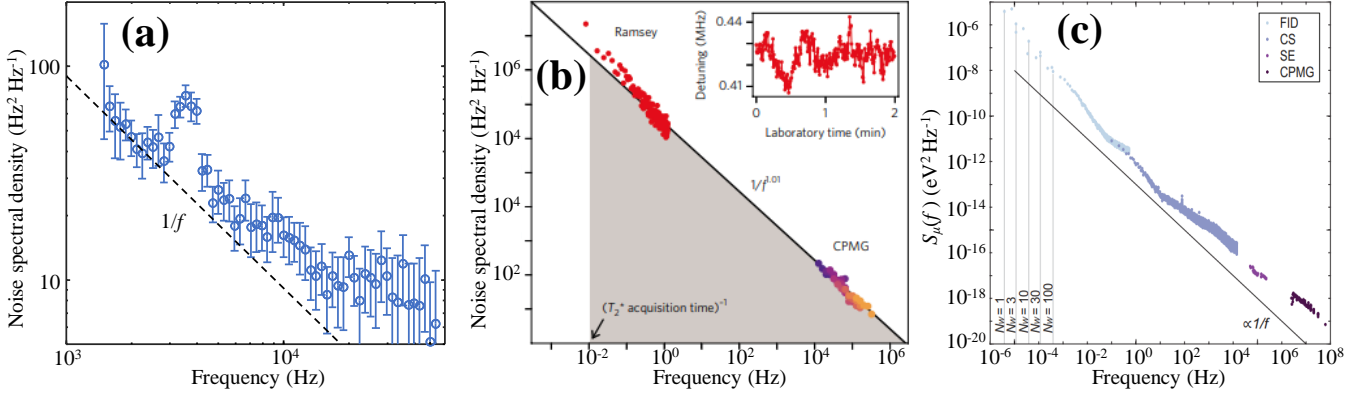 (a)
Noise spectral density (Hz² Hz⁻¹)
100
10
1/f
10³
10⁴
Frequency (Hz)
(b)
Noise spectral density (Hz² Hz⁻¹)
10⁶
10⁴
10²
Ramsey
Detuning (MHz)
0.44
0.41
0
1
2
Laboratory time (min)
1/f¹·⁰¹
CPMG
(T₂* acquisition time)⁻¹
10⁻²
10⁰
10²
10⁴
10⁶
Frequency (Hz)
(c)
Sμ(f) (eV² Hz⁻¹)
10⁻⁶
10⁻⁸
10⁻¹⁰
10⁻¹²
10⁻¹⁴
10⁻¹⁶
10⁻¹⁸
10⁻²⁰
FID
CS
SE
CPMG
N_W = 1
N_W = 3
N_W = 10
N_W = 30
N_W = 100
∝1/f
10⁻⁶
10⁻⁴
10⁻²
10⁰
10²
10⁴
10⁶
10⁸
Frequency (Hz)